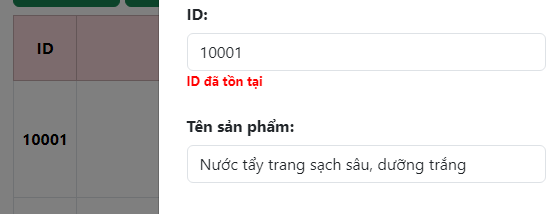 ID:
ID
10001
ID đã tồn tại
Tên sản phẩm:
10001
Nước tẩy trang sạch sâu, dưỡng trắng